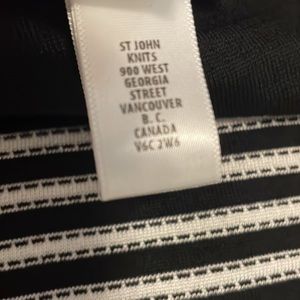 ST JOHN
KNITS
900 WEST
GEORGIA
STREET
VANCOUVER
B. C.
CANADA
V6C 2W6